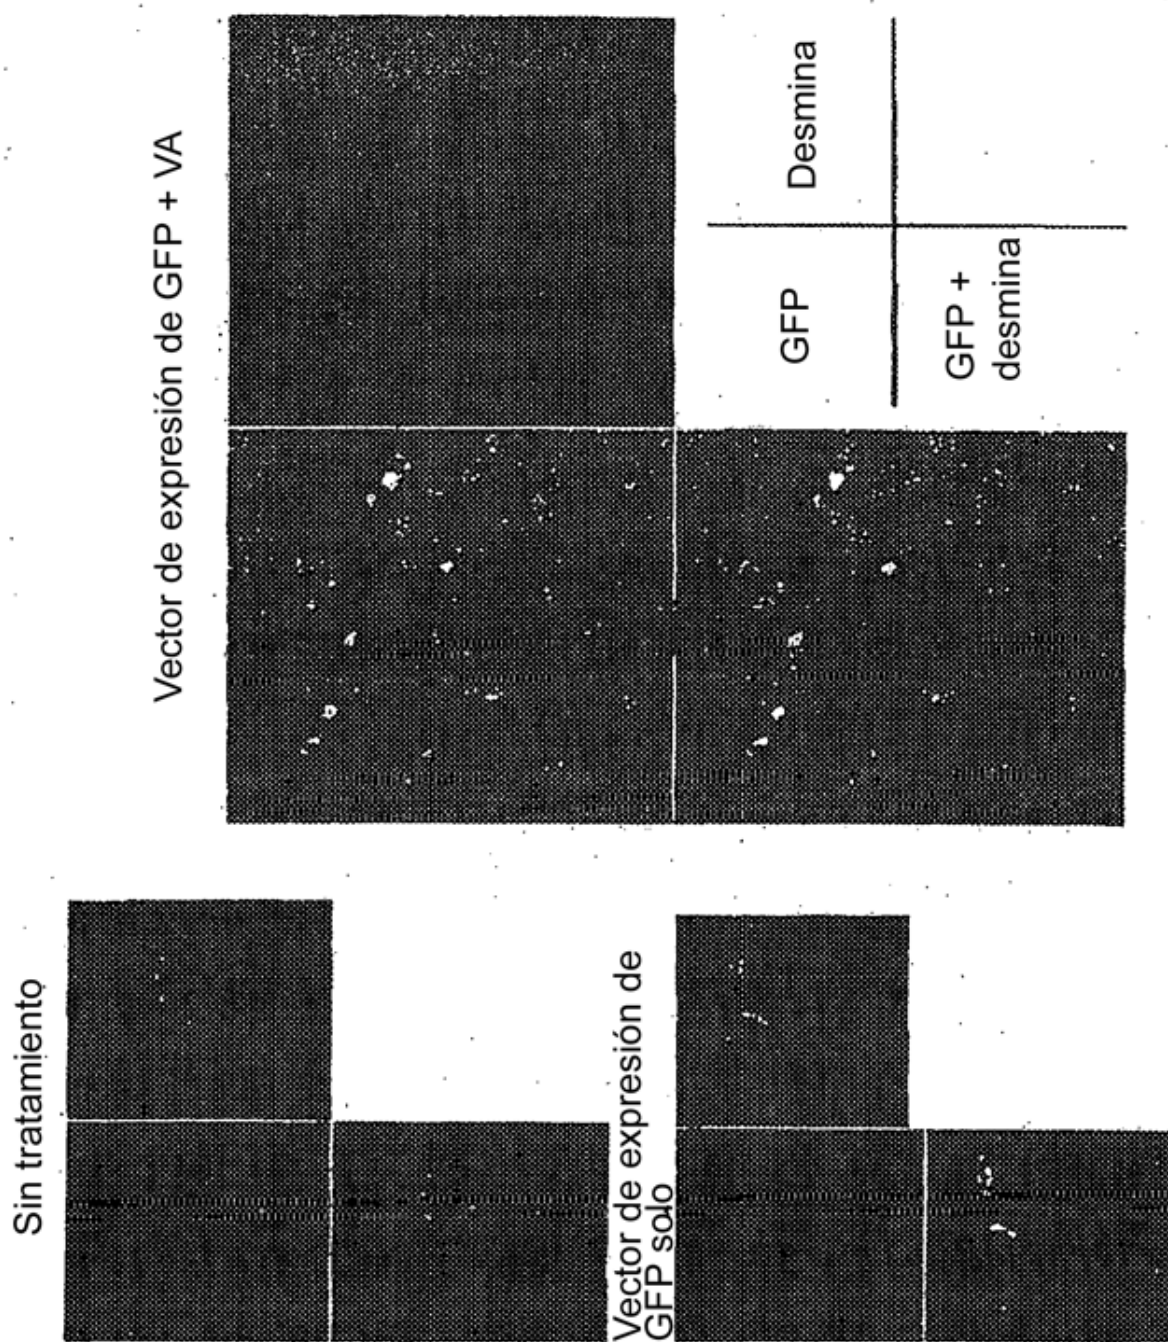 Sin tratamiento
Vector de expresión de
GFP solo
Vector de expresión de GFP + VA
GFP
Desmina
GFP +
desmina